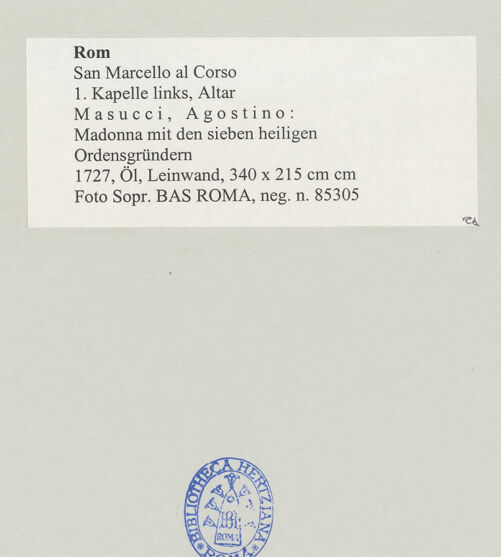 Rom
San Marcello al Corso
1. Kapelle links, Altar
Masucci, Agostino:
Madonna mit den sieben heiligen
Ordensgründern
1727, Öl, Leinwand, 340 x 215 cm cm
Foto Sopr. BAS ROMA, neg. n. 85305
BIBLIOTHECA HERTZIANA
ROMA
ROMA